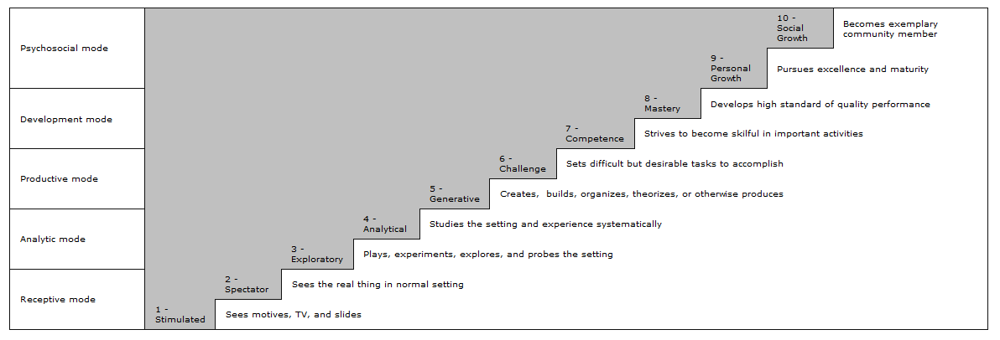 Psychosocial mode
10 -
Social
Growth
Becomes exemplary
community member
9 -
Personal
Growth
Pursues excellence and maturity
Development mode
8 -
Mastery
Develops high standard of quality performance
7 -
Competence
Strives to become skilful in important activities
Productive mode
6 -
Challenge
Sets difficult but desirable tasks to accomplish
5 -
Generative
Creates, builds, organizes, theorizes, or otherwise produces
Analytic mode
4 -
Analytical
Studies the setting and experience systematically
3 -
Exploratory
Plays, experiments, explores, and probes the setting
Receptive mode
2 -
Spectator
Sees the real thing in normal setting
1 -
Stimulated
Sees motives, TV, and slides